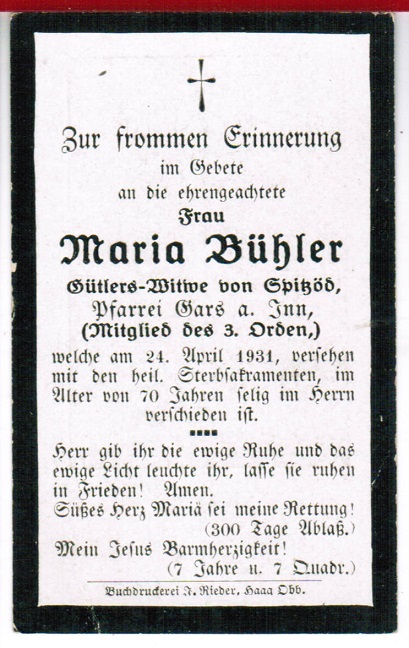 Zur frommen Erinnerung
im Gebete
an die ehrengeachtete
Frau
Maria Bühler
Gütlers-Witwe von Spitzöd,
Pfarrei Gars a. Inn,
(Mitglied des 3. Orden,)
welche am 24. April 1931, versehen
mit den heil. Sterbsakramenten, im
Alter von 70 Jahren selig im Herrn
verschieden ist.
Herr gib ihr die ewige Ruhe und das
ewige Licht leuchte ihr, lasse sie ruhen
in Frieden! Amen.
Süßes Herz Mariä sei meine Rettung!
(300 Tage Ablaß.)
Mein Jesus Barmherzigkeit!
(7 Jahre u. 7 Quadr.)
Buchdruckerei J. Rieder, Haag Obb.